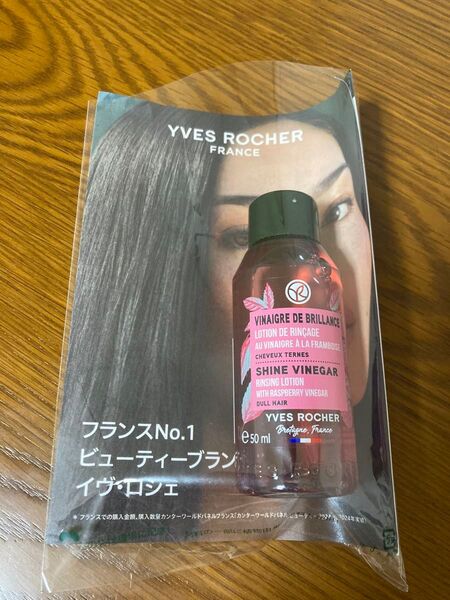 YVES ROCHER
FRANCE
VINAIGRE DE BRILLANCE
LOTION DE RINÇAGE
AU VINAIGRE À LA FRAMBOISE
CHEVEUX TERNES
SHINE VINEGAR
RINSING LOTION
WITH RASPBERRY VINEGAR
DULL HAIR
YVES ROCHER
Bretagne, France
e50 ml
フランスNo.1
ビューティーブラン
イヴ・ロシェ